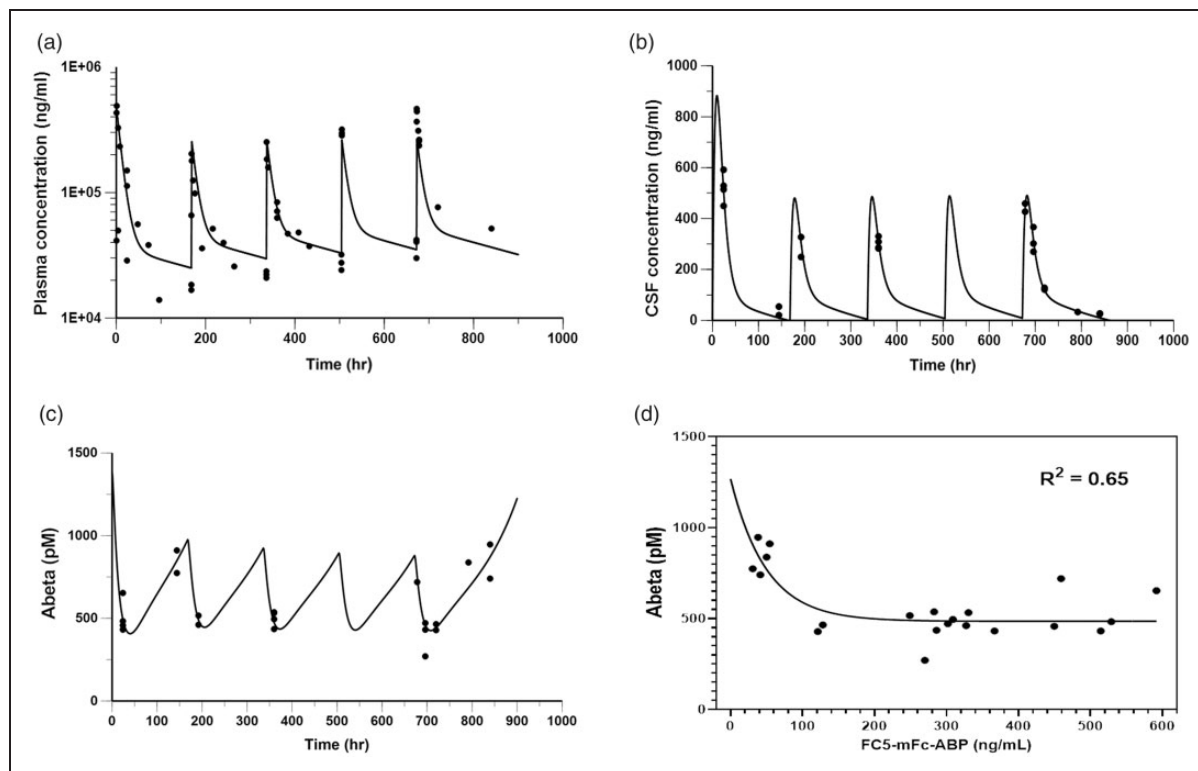 (a)
1E+06
1E+05
1E+04
Plasma concentration (ng/ml)
0 200 400 600 800 1000
Time (hr)
(b)
1000
800
600
400
200
0
CSF concentration (ng/ml)
0 100 200 300 400 500 600 700 800 900 1000
Time (hr)
(c)
1500
1000
500
0
Abeta (pM)
0 100 200 300 400 500 600 700 800 900 1000
Time (hr)
(d)
1500
1000
500
0
Abeta (pM)
R² = 0.65
0 100 200 300 400 500 600
FC5-mFc-ABP (ng/mL)